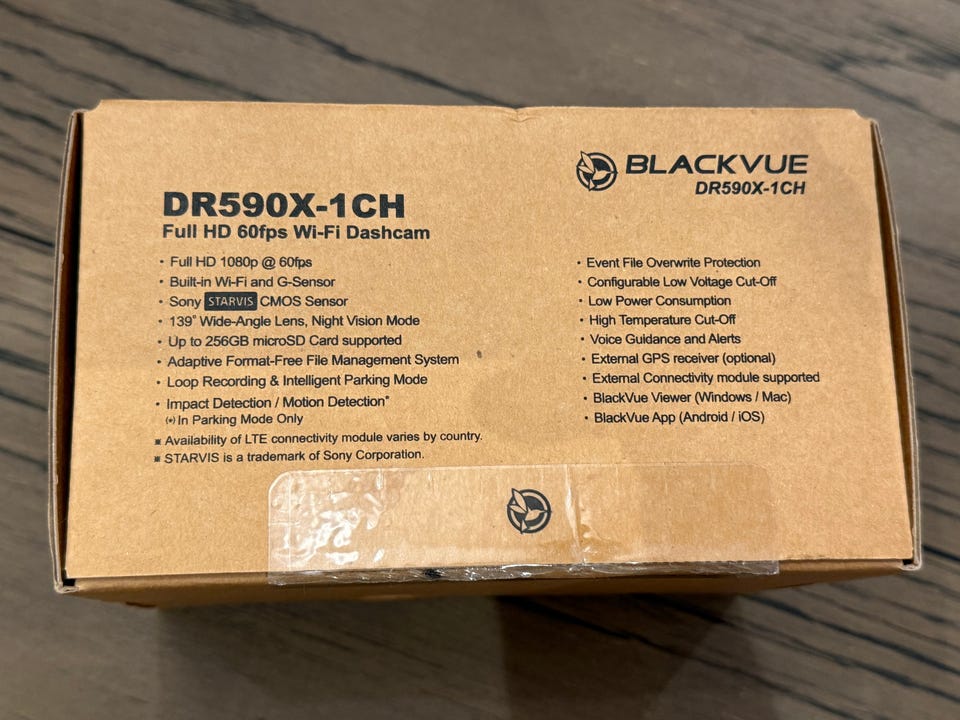 BLACKVUE
DR590X-1CH
DR590X-1CH
Full HD 60fps Wi-Fi Dashcam
• Full HD 1080p @ 60fps
• Built-in Wi-Fi and G-Sensor
• Sony STARVIS CMOS Sensor
• 139° Wide-Angle Lens, Night Vision Mode
• Up to 256GB microSD Card supported
• Adaptive Format-Free File Management System
• Loop Recording & Intelligent Parking Mode
• Impact Detection / Motion Detection*
(*) In Parking Mode Only
※ Availability of LTE connectivity module varies by country.
※ STARVIS is a trademark of Sony Corporation.
• Event File Overwrite Protection
• Configurable Low Voltage Cut-Off
• Low Power Consumption
• High Temperature Cut-Off
• Voice Guidance and Alerts
• External GPS receiver (optional)
• External Connectivity module supported
• BlackVue Viewer (Windows / Mac)
• BlackVue App (Android / iOS)